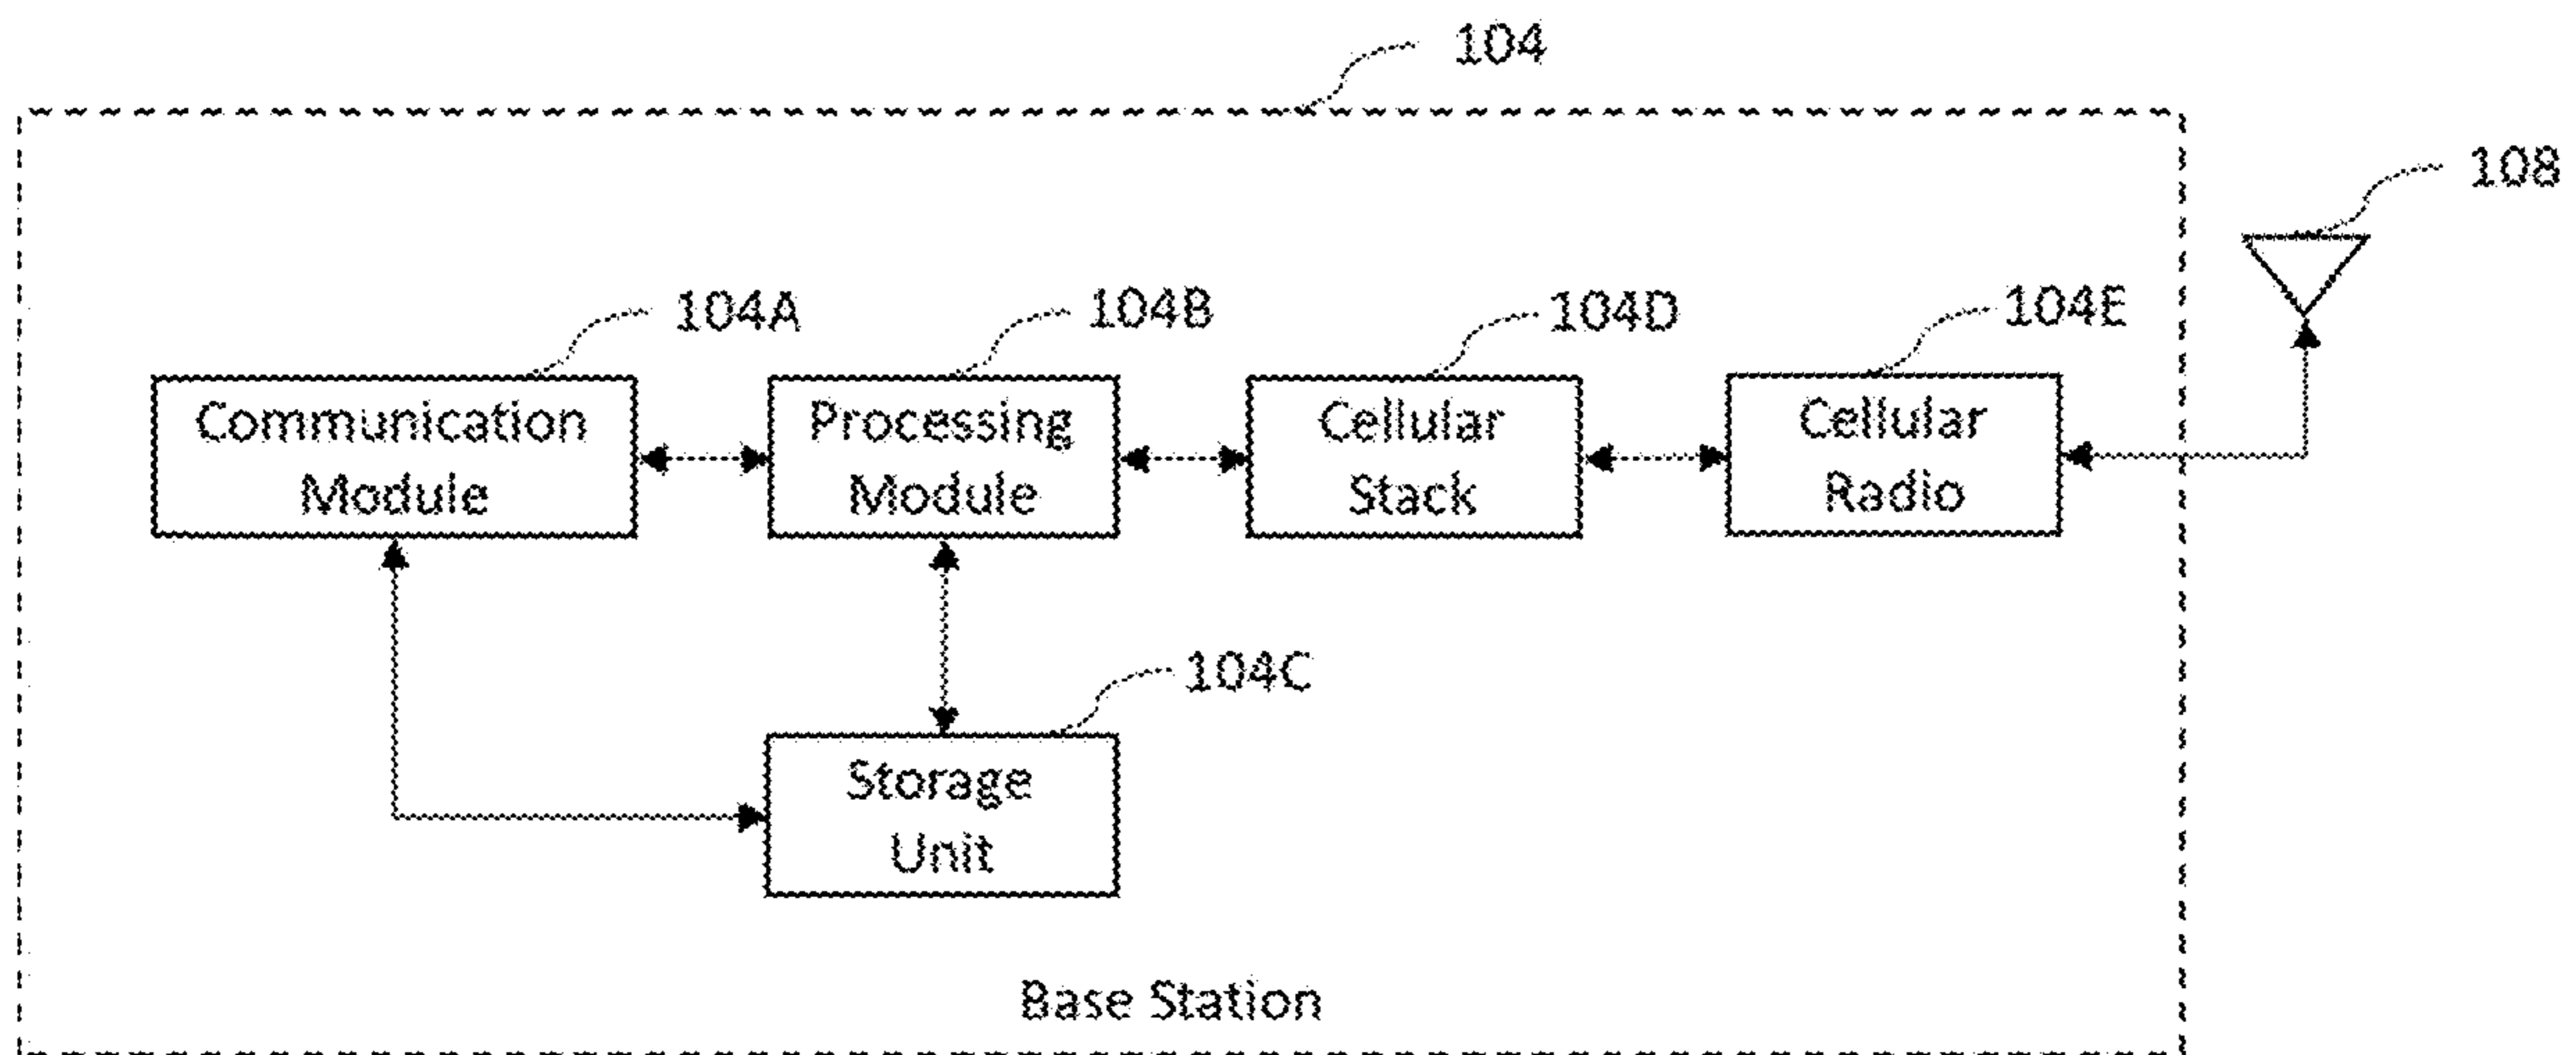 104
108
104A
104B
104D
104E
Communication
Module
Processing
Module
Cellular
Stack
Cellular
Radio
104C
Storage
Unit
Base Station